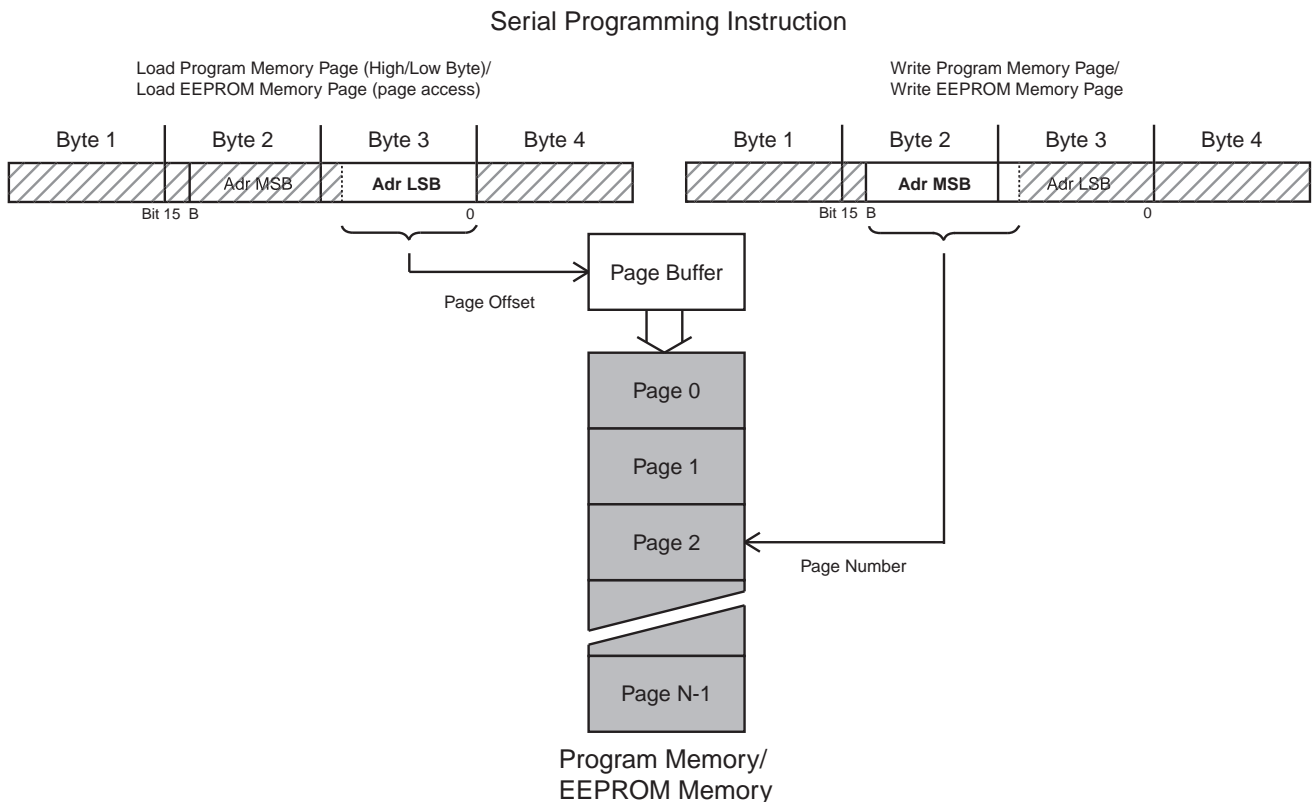 Serial Programming Instruction
Load Program Memory Page (High/Low Byte)/
Load EEPROM Memory Page (page access)
Write Program Memory Page/
Write EEPROM Memory Page
Byte 1 Byte 2 Byte 3 Byte 4
Byte 1 Byte 2 Byte 3 Byte 4
Adr MSB Adr LSB
Adr MSB Adr LSB
Bit 15 B 0
Bit 15 B 0
Page Buffer
Page Offset
Page 0
Page 1
Page 2
Page Number
Page N-1
Program Memory/
EEPROM Memory